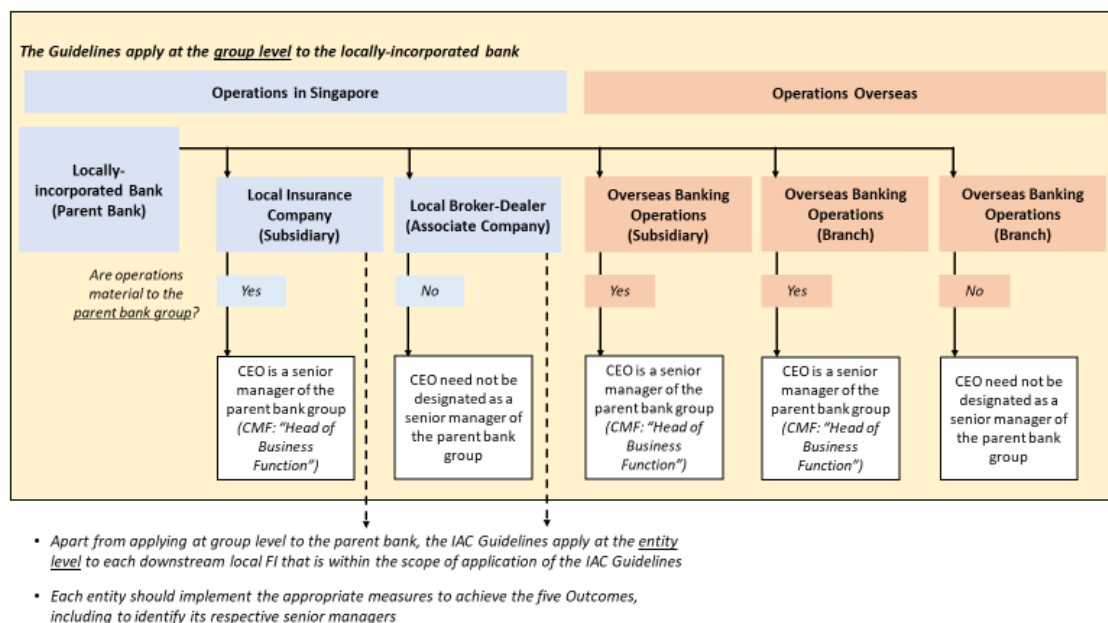 The Guidelines apply at the group level to the locally-incorporated bank
Operations in Singapore
Operations Overseas
Locally-
incorporated Bank
(Parent Bank)
Local Insurance
Company
(Subsidiary)
Local Broker-Dealer
(Associate Company)
Overseas Banking
Operations
(Subsidiary)
Overseas Banking
Operations
(Branch)
Overseas Banking
Operations
(Branch)
Are operations
material to the
parent bank group?
Yes
No
Yes
Yes
No
CEO is a senior
manager of the
parent bank group
(CMF: “Head of
Business
Function”)
CEO need not be
designated as a
senior manager of
the parent bank
group
CEO is a senior
manager of the
parent bank group
(CMF: “Head of
Business
Function”)
CEO is a senior
manager of the
parent bank group
(CMF: “Head of
Business
Function”)
CEO need not be
designated as a
senior manager of
the parent bank
group
• Apart from applying at group level to the parent bank, the IAC Guidelines apply at the entity
level to each downstream local FI that is within the scope of application of the IAC Guidelines
• Each entity should implement the appropriate measures to achieve the five Outcomes,
including to identify its respective senior managers